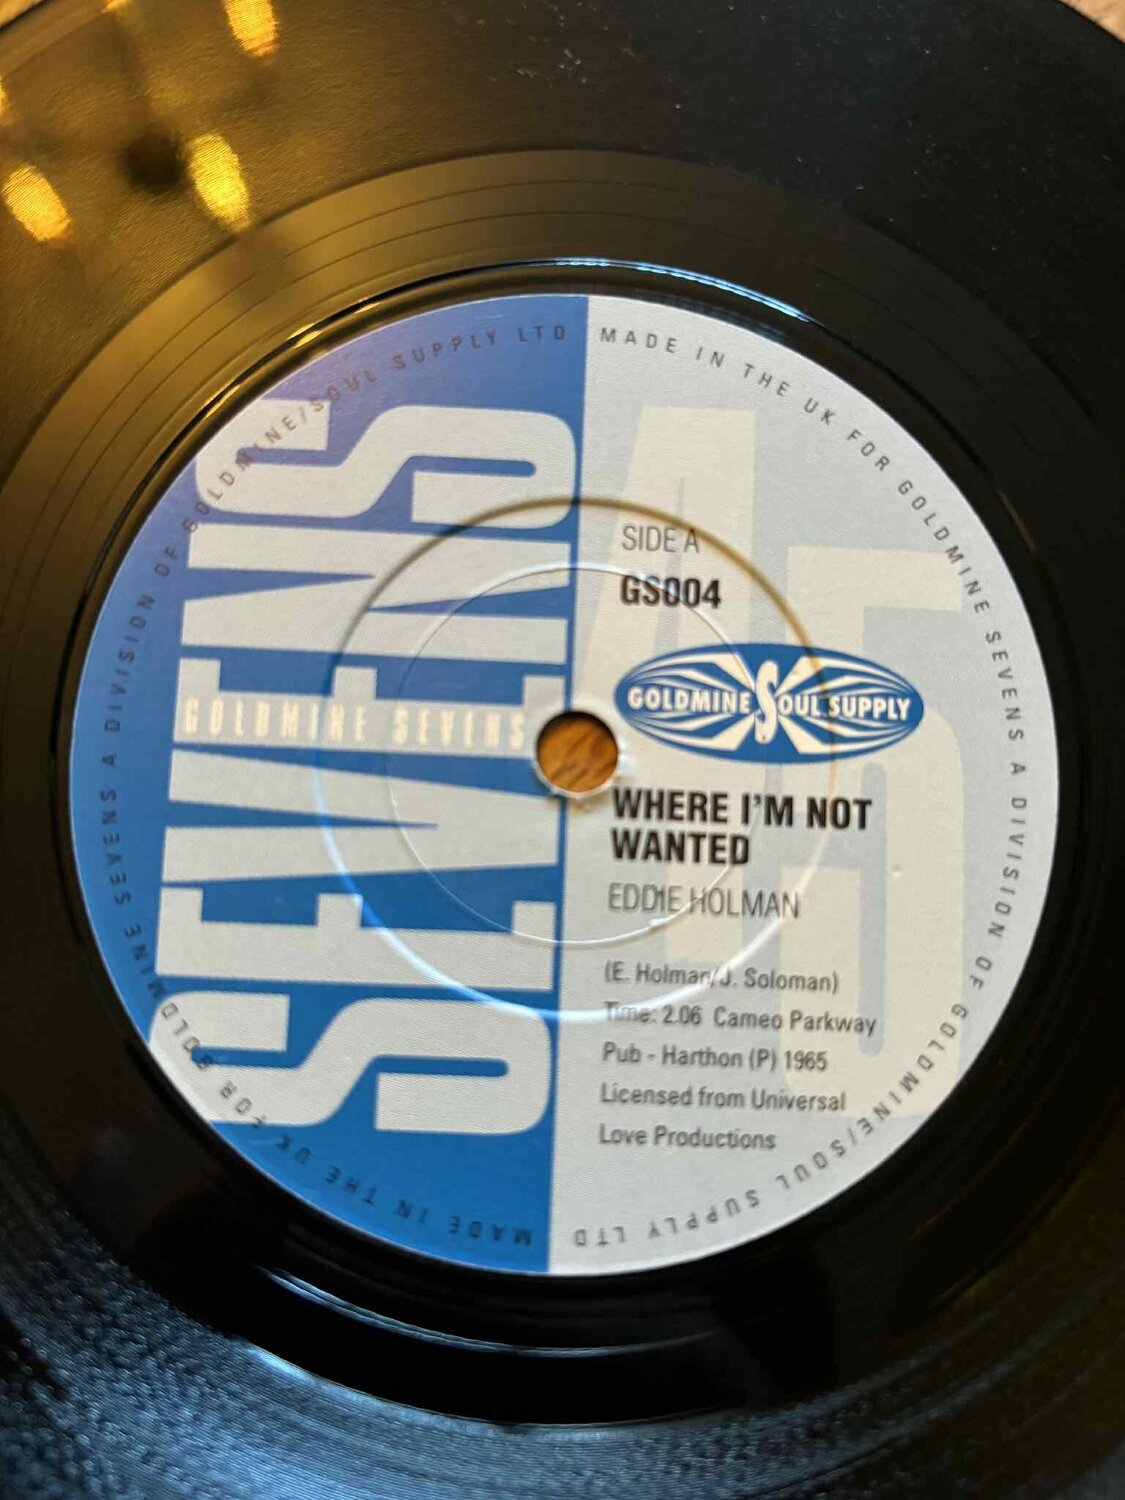 MADE IN THE UK FOR GOLDMINE SEVENS A DIVISION OF GOLDMINE/SOUL SUPPLY LTD
MADE IN THE UK FOR GOLDMINE SEVENS A DIVISION OF GOLDMINE/SOUL SUPPLY LTD
SEVENS
GOLDMINE SEVENS
45
SIDE A
GS004
GOLDMINE SOUL SUPPLY
WHERE I'M NOT
WANTED
EDDIE HOLMAN
(E. Holman/J. Soloman)
Time: 2.06 Cameo Parkway
Pub - Harthon (P) 1965
Licensed from Universal
Love Productions